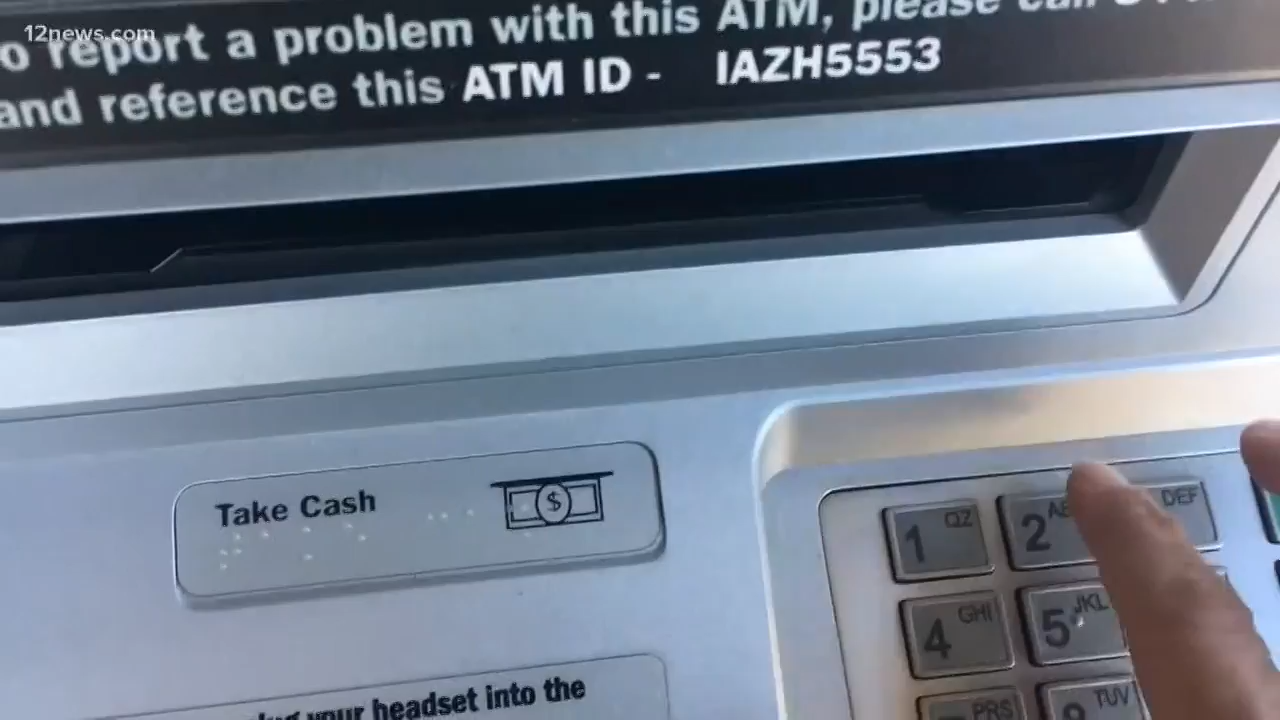 12news.com
o report a problem with this ATM, please call
and reference this ATM ID - IAZH5553
Take Cash
$
1 QZ
2
DEF
4 GHI
5 JKL
PRS
TUV
your headset into the